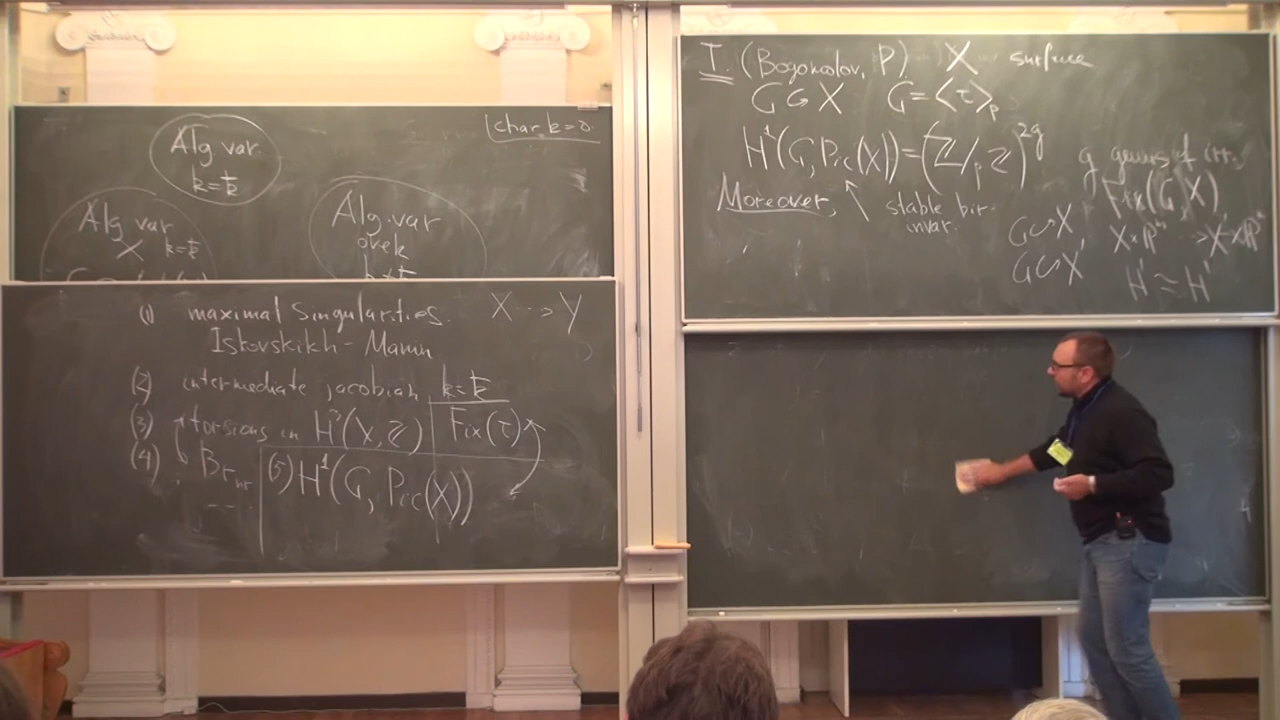 Alg. var.
k = k̄
char k = 0.
Alg. var
X k = k̄
Alg. var
over k
(1) maximal singularities. X ⇢ Y
Iskovskikh - Manin
(2) intermediate jacobian k = k̄
(3) torsions in H³(X, Z) Fix(τ)
(4) Br_nr (5) H¹(G, Pic(X))
T. (Bogomolov, P) X surface
G ↻ X G = <τ>_p
H¹(G, Pic(X)) = (Z/pZ)^2g
g genus of irr.
Fix(G, X)
Moreover,
stable bir.
invar.
G ↻ X
G ↻ X'
X × Pⁿ ⇢ X' × P
H¹ ≃ H¹